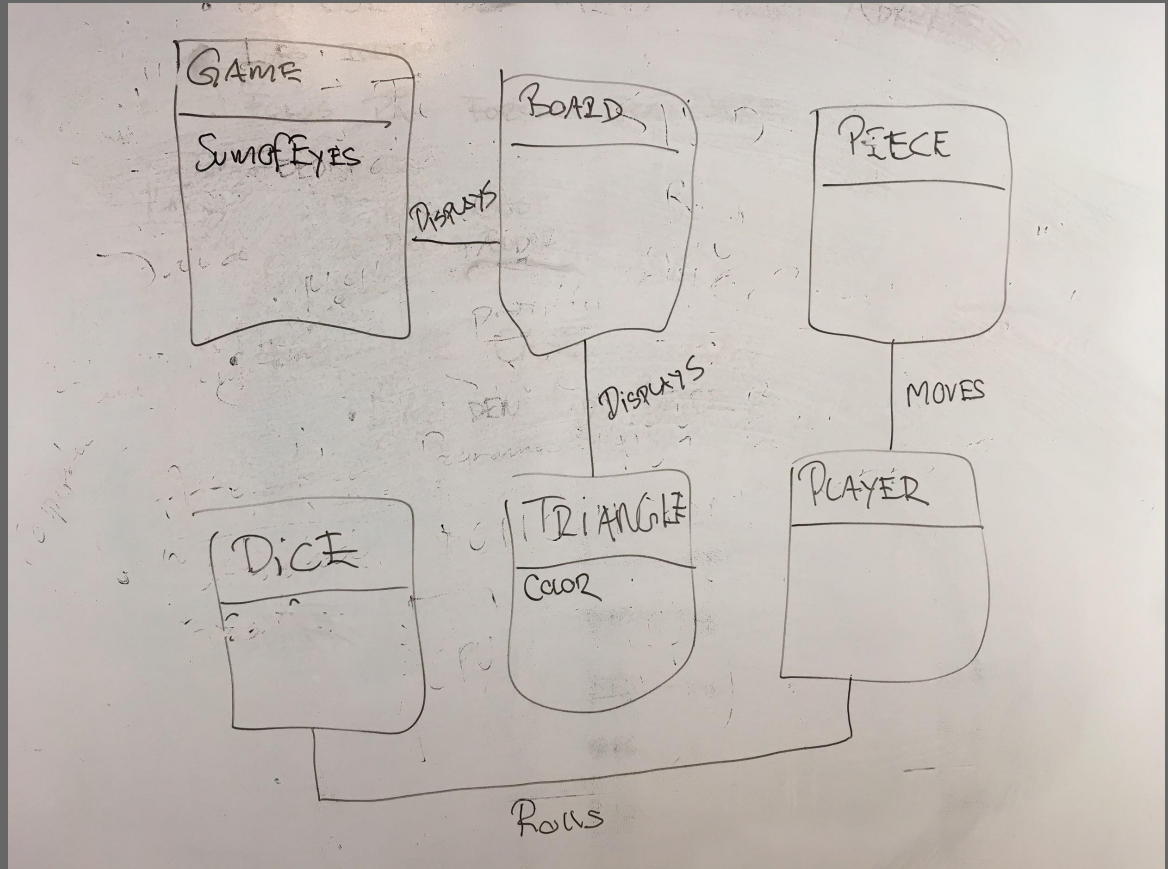 GAME
SumofEyes
DISPLAYS
BOARD
PIECE
DISPLAYS
MOVES
DiCE
TRiANGLE
COLOR
PLAYER
Rolls